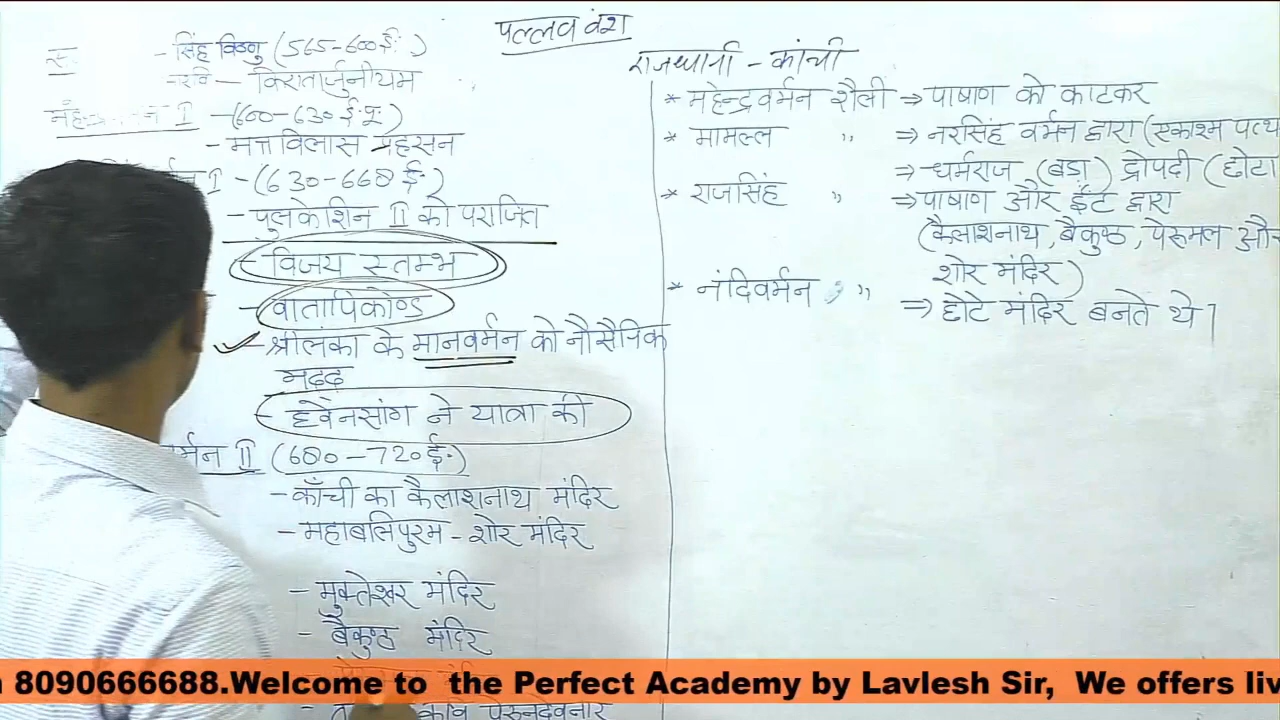 पल्लव वंश
- सिंह विष्णु (565-600 ई॰)
- किरातार्जुनीयम
I - (600-630 ई॰पू॰)
- मत्तविलास प्रहसन
I - (630-668 ई॰)
- पुलकेशिन II को पराजित
- विजय स्तम्भ
- वातापिकोण्ड
- श्रीलंका के मानवर्मन को नौसैनिक
मदद
- ह्वेनसांग ने यात्रा की
र्मन II (680-720 ई॰)
- काँची का कैलाशनाथ मंदिर
- महाबलिपुरम - शोर मंदिर
- मुक्तेश्वर मंदिर
- बैकुण्ठ मंदिर
राजधानी - कांची
* महेन्द्रवर्मन शैली ⇒ पाषाण को काटकर
* मामल्ल " ⇒ नरसिंह वर्मन द्वारा (एकाश्म पत्थ
⇒ धर्मराज (बड़ा) द्रोपदी (छोटा
* राजसिंह " ⇒ पाषाण और ईंट द्वारा
(कैलाशनाथ, बैकुण्ठ, पेरूमल औ
शोर मंदिर)
* नंदिवर्मन " ⇒ छोटे मंदिर बनते थे।
8090666688.Welcome to the Perfect Academy by Lavlesh Sir, We offers liv